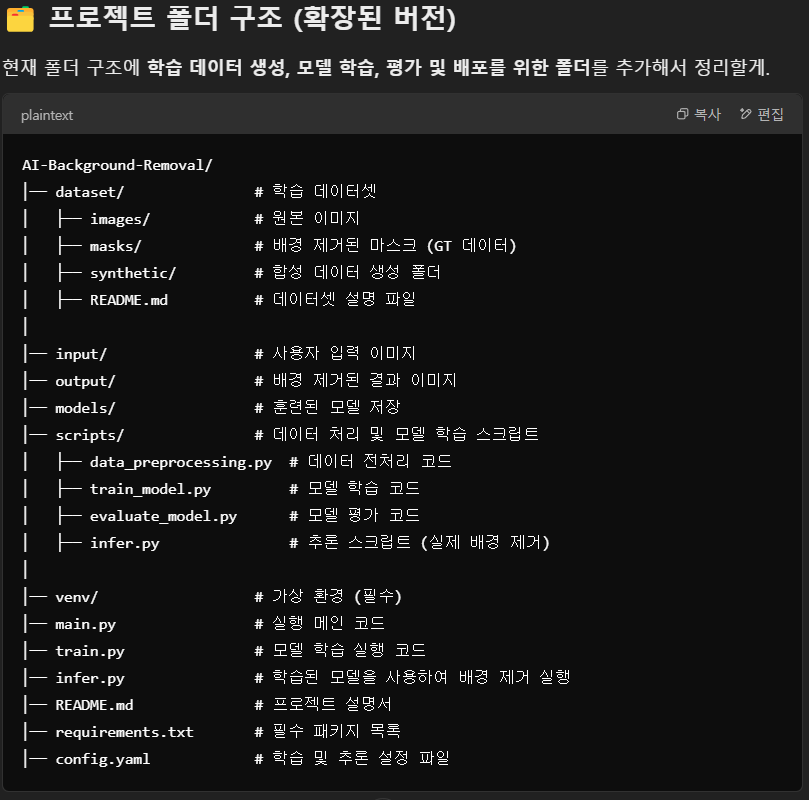 🗂️ 프로젝트 폴더 구조 (확장된 버전)
현재 폴더 구조에 학습 데이터 생성, 모델 학습, 평가 및 배포를 위한 폴더를 추가해서 정리할게.
plaintext 복사 편집
AI-Background-Removal/
│── dataset/                # 학습 데이터셋
│   ├── images/             # 원본 이미지
│   ├── masks/              # 배경 제거된 마스크 (GT 데이터)
│   ├── synthetic/          # 합성 데이터 생성 폴더
│   ├── README.md           # 데이터셋 설명 파일
│
│── input/                  # 사용자 입력 이미지
│── output/                 # 배경 제거된 결과 이미지
│── models/                 # 훈련된 모델 저장
│── scripts/                # 데이터 처리 및 모델 학습 스크립트
│   ├── data_preprocessing.py  # 데이터 전처리 코드
│   ├── train_model.py         # 모델 학습 코드
│   ├── evaluate_model.py      # 모델 평가 코드
│   ├── infer.py               # 추론 스크립트 (실제 배경 제거)
│
│── venv/                   # 가상 환경 (필수)
│── main.py                 # 실행 메인 코드
│── train.py                # 모델 학습 실행 코드
│── infer.py                # 학습된 모델을 사용하여 배경 제거 실행
│── README.md               # 프로젝트 설명서
│── requirements.txt        # 필수 패키지 목록
│── config.yaml             # 학습 및 추론 설정 파일